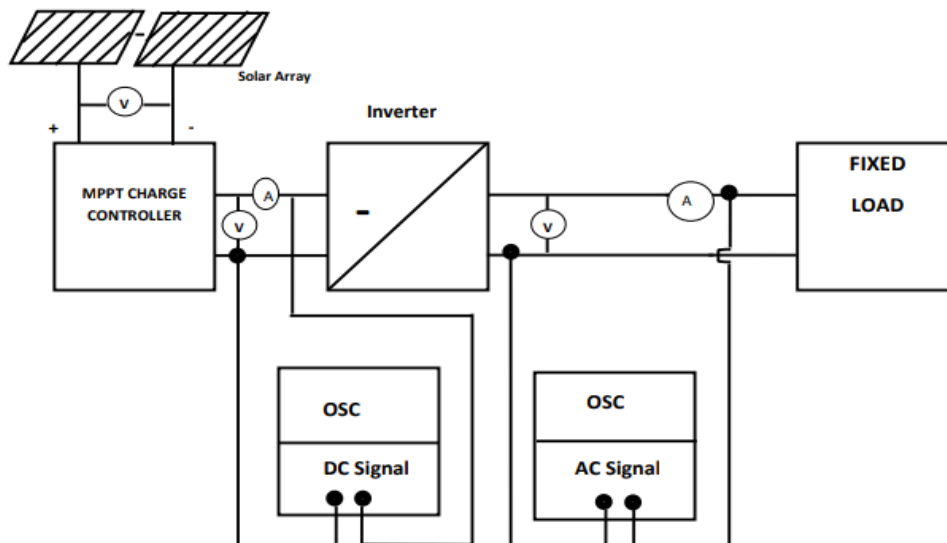 Solar Array
V
+
-
Inverter
MPPT CHARGE
CONTROLLER
A
V
-
V
A
FIXED
LOAD
OSC
DC Signal
OSC
AC Signal